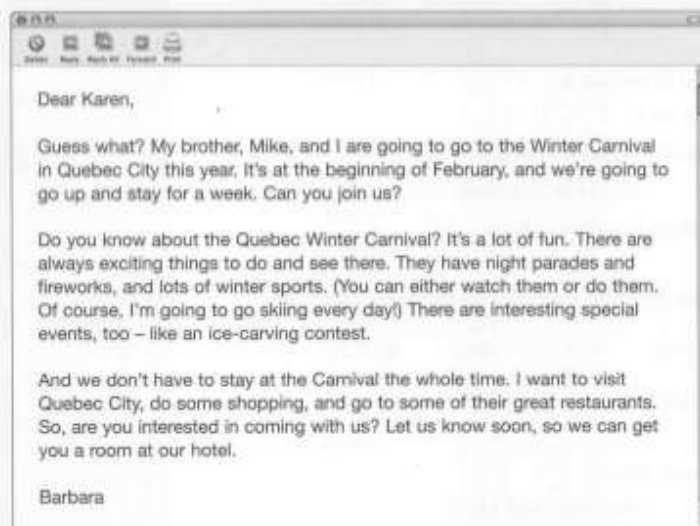 Delete Reply Reply All Forward Print
Dear Karen,
Guess what? My brother, Mike, and I are going to go to the Winter Carnival
in Quebec City this year. It's at the beginning of February, and we're going to
go up and stay for a week. Can you join us?
Do you know about the Quebec Winter Carnival? It's a lot of fun. There are
always exciting things to do and see there. They have night parades and
fireworks, and lots of winter sports. (You can either watch them or do them.
Of course, I'm going to go skiing every day!) There are interesting special
events, too – like an ice-carving contest.
And we don't have to stay at the Carnival the whole time. I want to visit
Quebec City, do some shopping, and go to some of their great restaurants.
So, are you interested in coming with us? Let us know soon, so we can get
you a room at our hotel.
Barbara